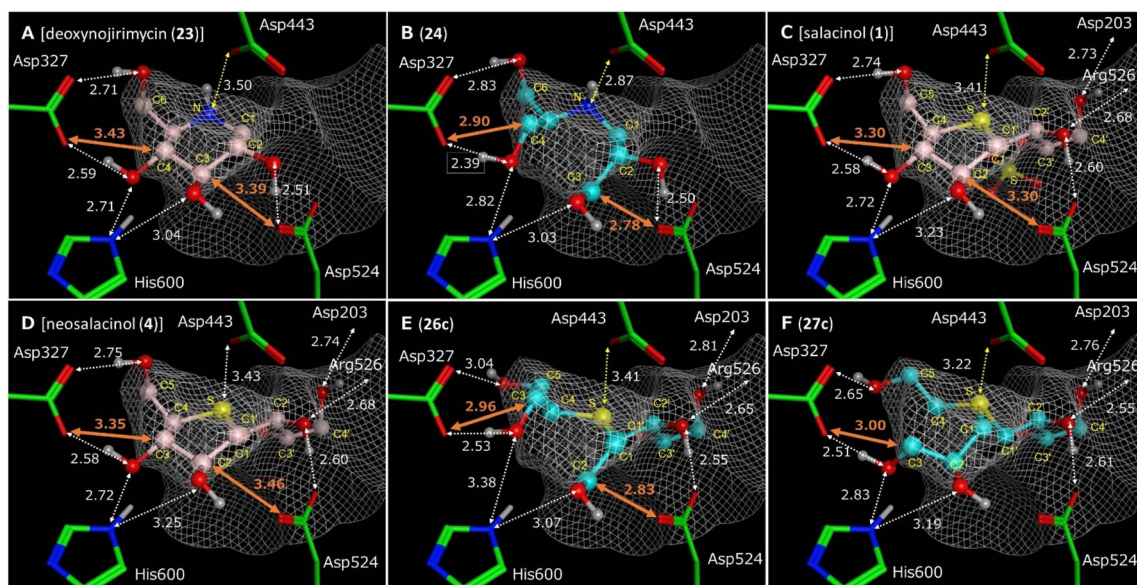 A [deoxynojirimycin (23)]
Asp443
Asp327
2.71
3.50
C6
N
C1
C2
C3
C4
3.43
2.59
3.39
2.51
2.71
3.04
His600
Asp524
B (24)
Asp443
Asp327
2.83
2.87
C6
N
C1
C2
C3
C4
2.90
2.39
2.82
2.50
2.78
3.03
His600
Asp524
C [salacinol (1)]
Asp443
Asp203
Asp327
2.74
3.41
2.73
Arg526
2.68
C5
C4
S
C2'
C1'
C4'
C3'
C1
C3
C2
S
3.30
2.58
2.60
3.30
2.72
3.23
His600
Asp524
D [neosalacinol (4)]
Asp443
Asp203
Asp327
2.75
2.74
3.43
Arg526
2.68
C5
C4
S
C2'
C1'
C4'
C3'
C1
C3
C2
3.35
2.58
2.60
3.46
2.72
3.25
His600
Asp524
E (26c)
Asp443
Asp203
Asp327
3.04
2.81
3.41
Arg526
2.65
C5
C3
C4
S
C2'
C1'
C4'
C3'
C1
C2
2.96
2.53
2.55
3.38
2.83
3.07
His600
Asp524
F (27c)
Asp443
Asp203
Asp327
2.65
3.22
2.76
Arg526
2.55
C5
C4
S
C2'
C1
C1'
C4'
C3'
C3
C2
3.00
2.51
2.61
2.83
3.19
His600
Asp524